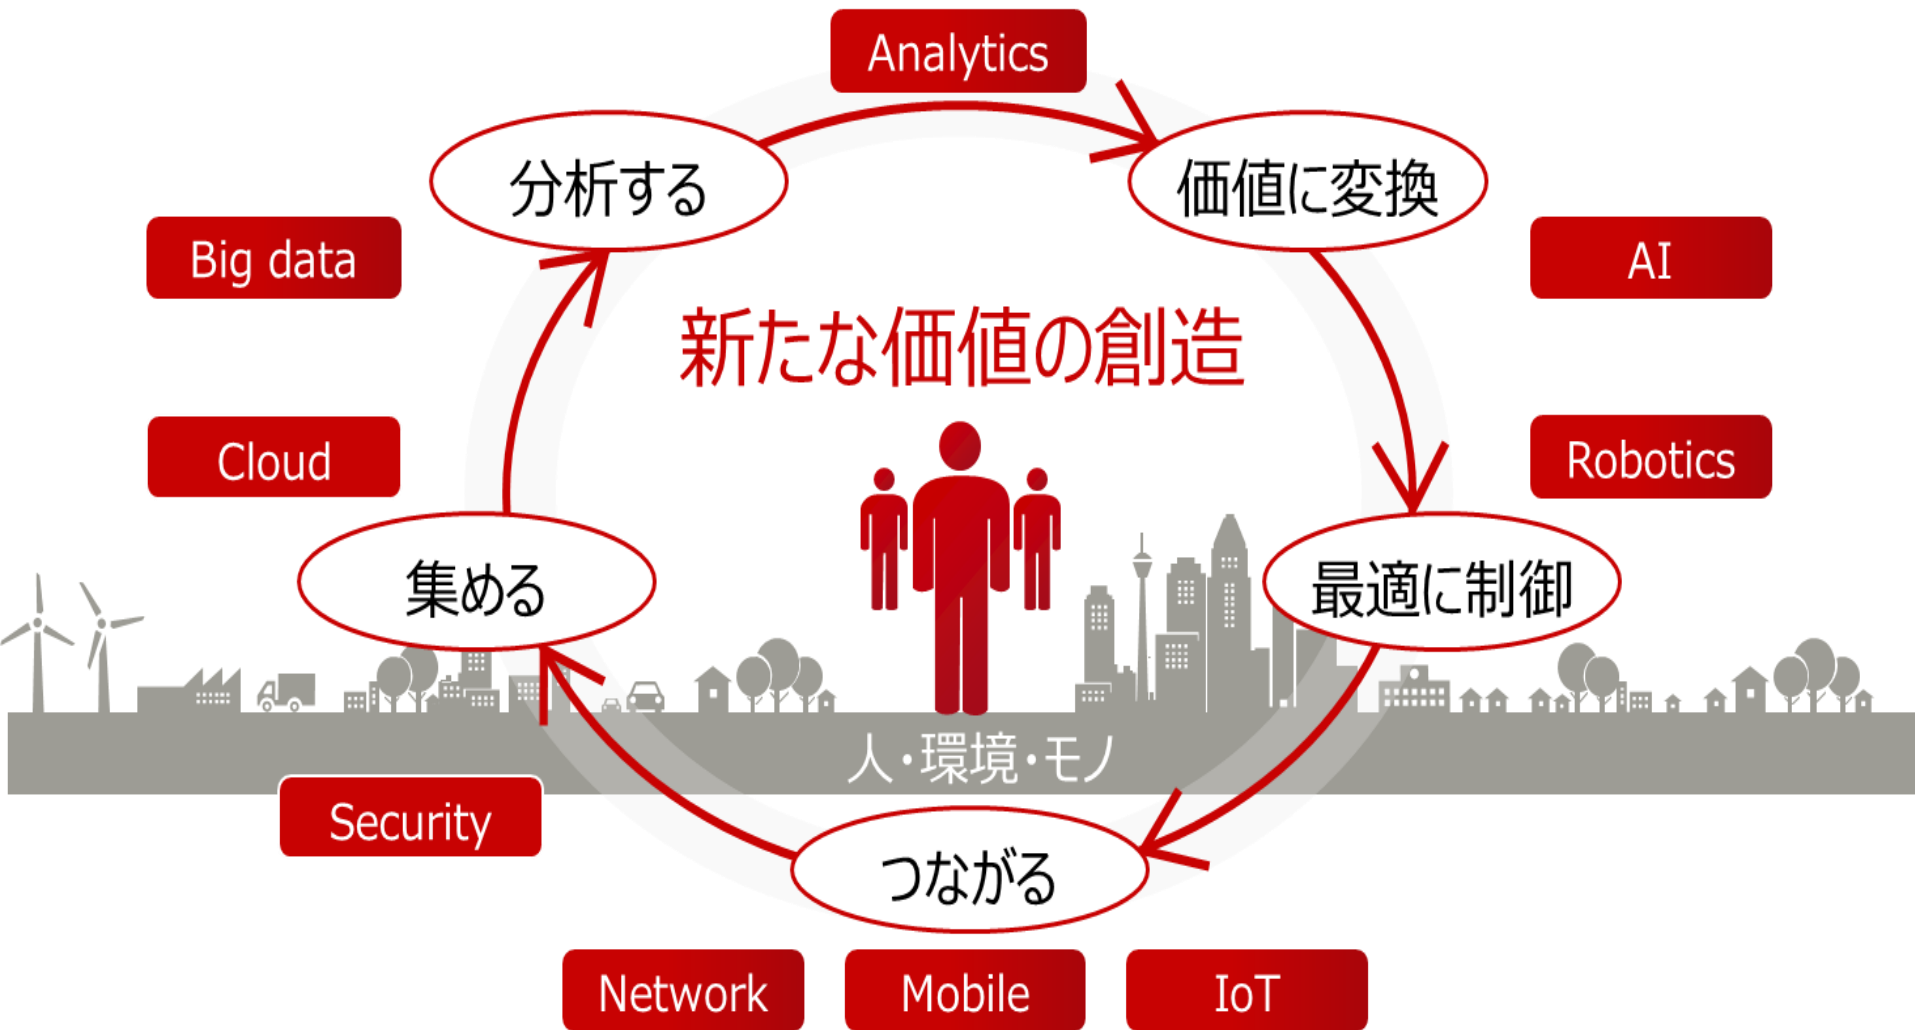 Analytics
分析する
価値に変換
Big data
AI
新たな価値の創造
Cloud
Robotics
集める
最適に制御
人・環境・モノ
Security
つながる
Network
Mobile
IoT